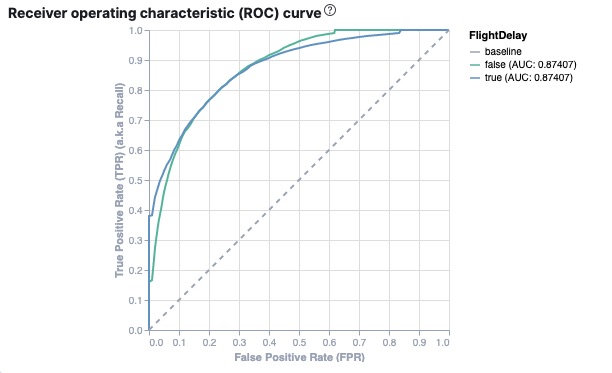 Receiver operating characteristic (ROC) curve ?
FlightDelay
baseline
false (AUC: 0.87407)
true (AUC: 0.87407)
True Positive Rate (TPR) (a.k.a Recall)
1.0
0.9
0.8
0.7
0.6
0.5
0.4
0.3
0.2
0.1
0.0
0.0 0.1 0.2 0.3 0.4 0.5 0.6 0.7 0.8 0.9 1.0
False Positive Rate (FPR)